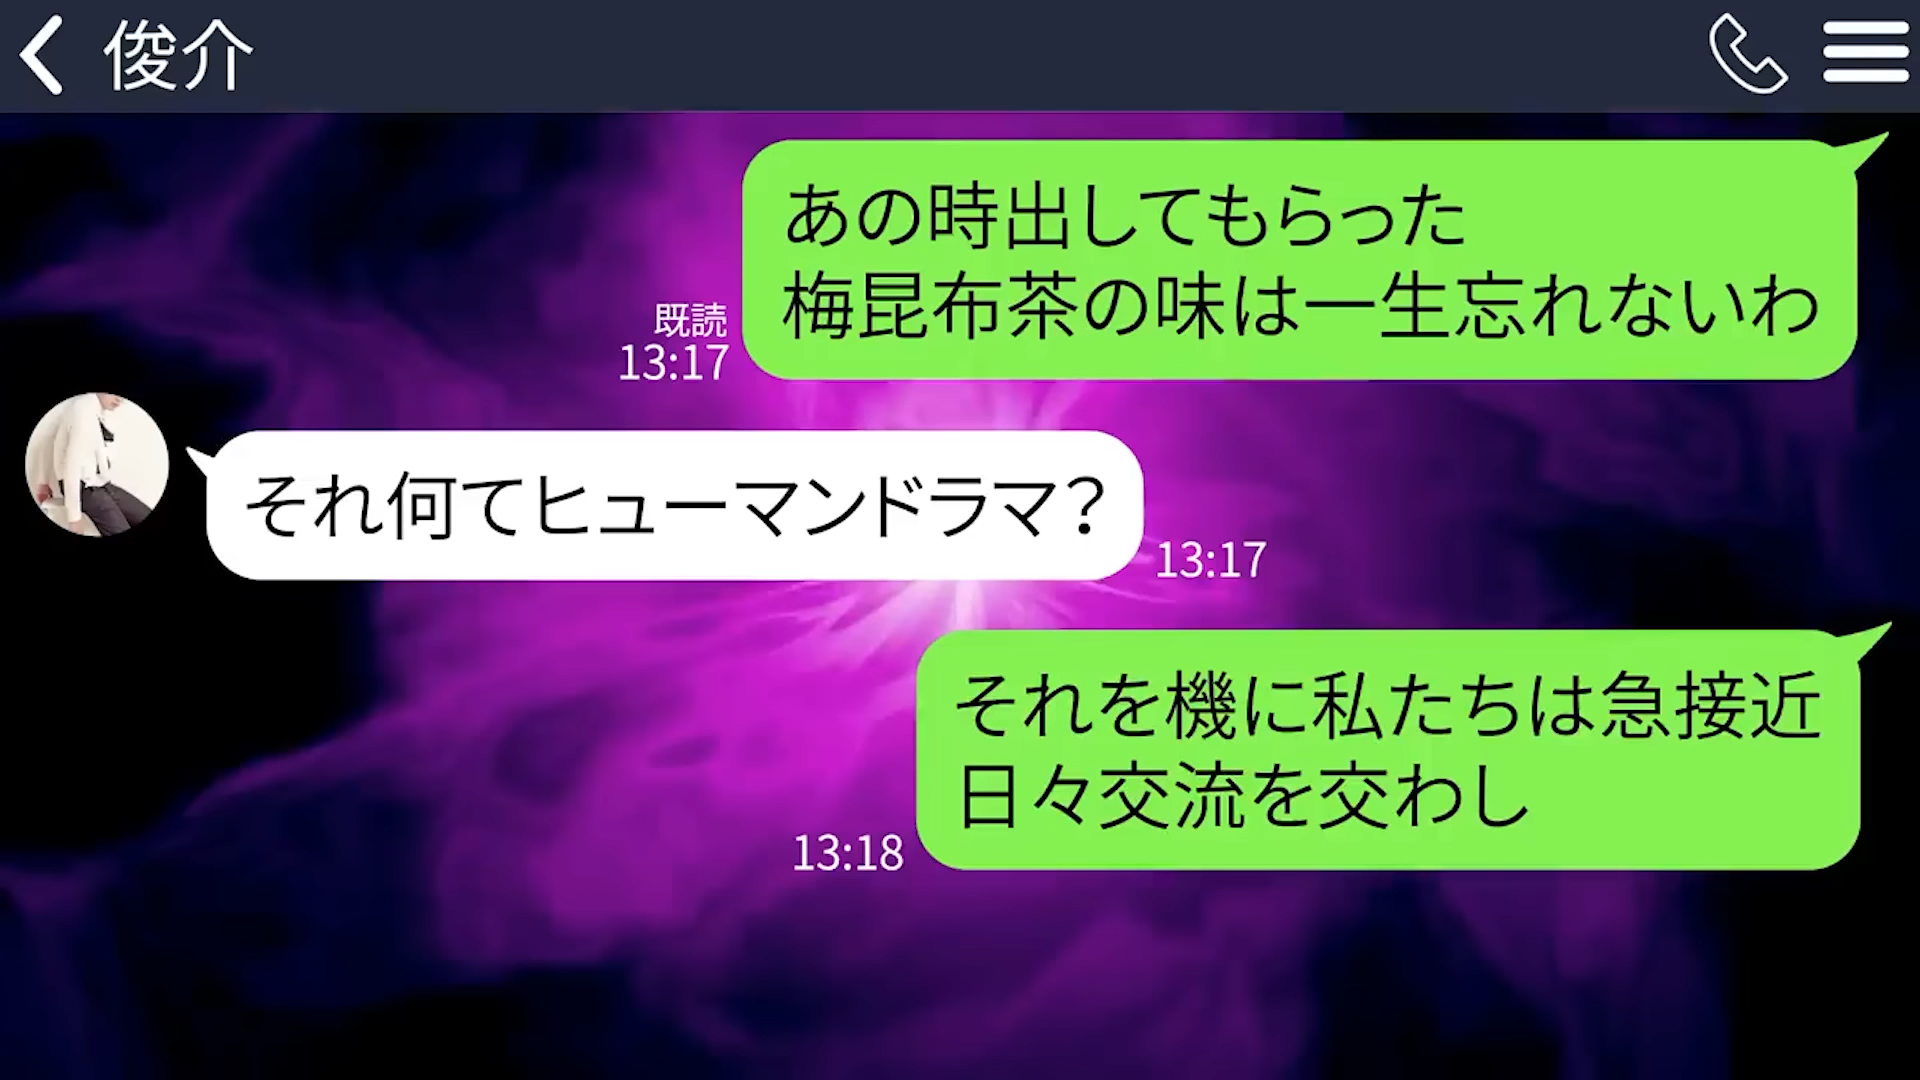 俊介
あの時出してもらった
梅昆布茶の味は一生忘れないわ
既読
13:17
それ何てヒューマンドラマ?
13:17
それを機に私たちは急接近
日々交流を交わし
13:18